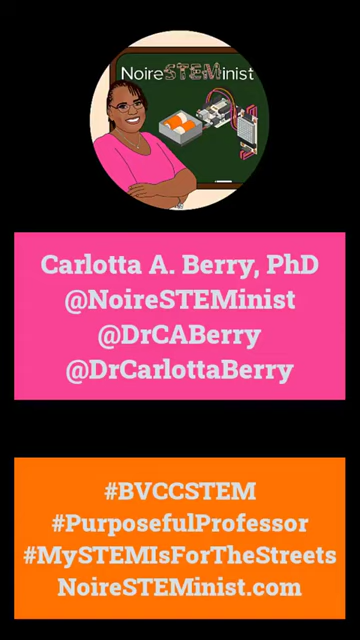 NoireSTEMinist
Carlotta A. Berry, PhD
@NoireSTEMinist
@DrCABerry
@DrCarlottaBerry
#BVCCSTEM
#PurposefulProfessor
#MySTEMIsForTheStreets
NoireSTEMinist.com